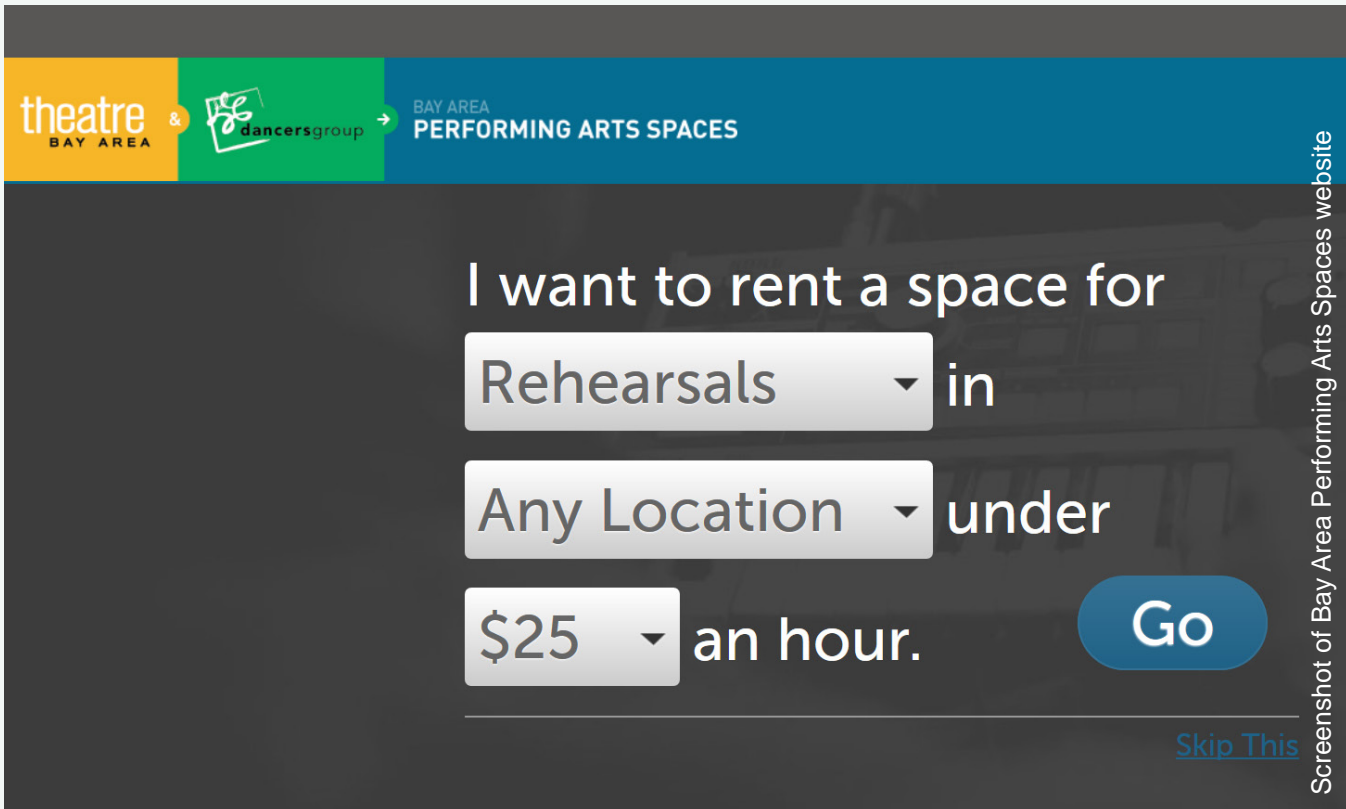 theatre
BAY AREA
&
dancersgroup
BAY AREA
PERFORMING ARTS SPACES
I want to rent a space for
Rehearsals in
Any Location under
$25 an hour.
Go
Skip This
Screenshot of Bay Area Performing Arts Spaces website